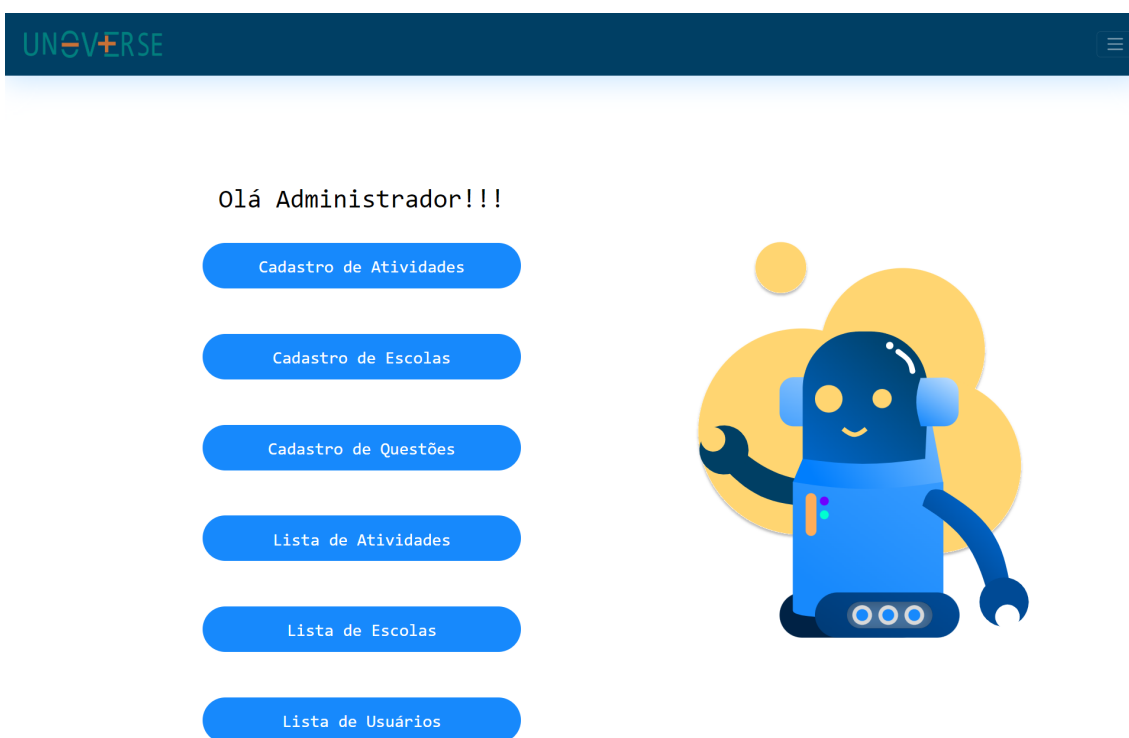 UNOVERSE
Olá Administrador!!!
Cadastro de Atividades
Cadastro de Escolas
Cadastro de Questões
Lista de Atividades
Lista de Escolas
Lista de Usuários